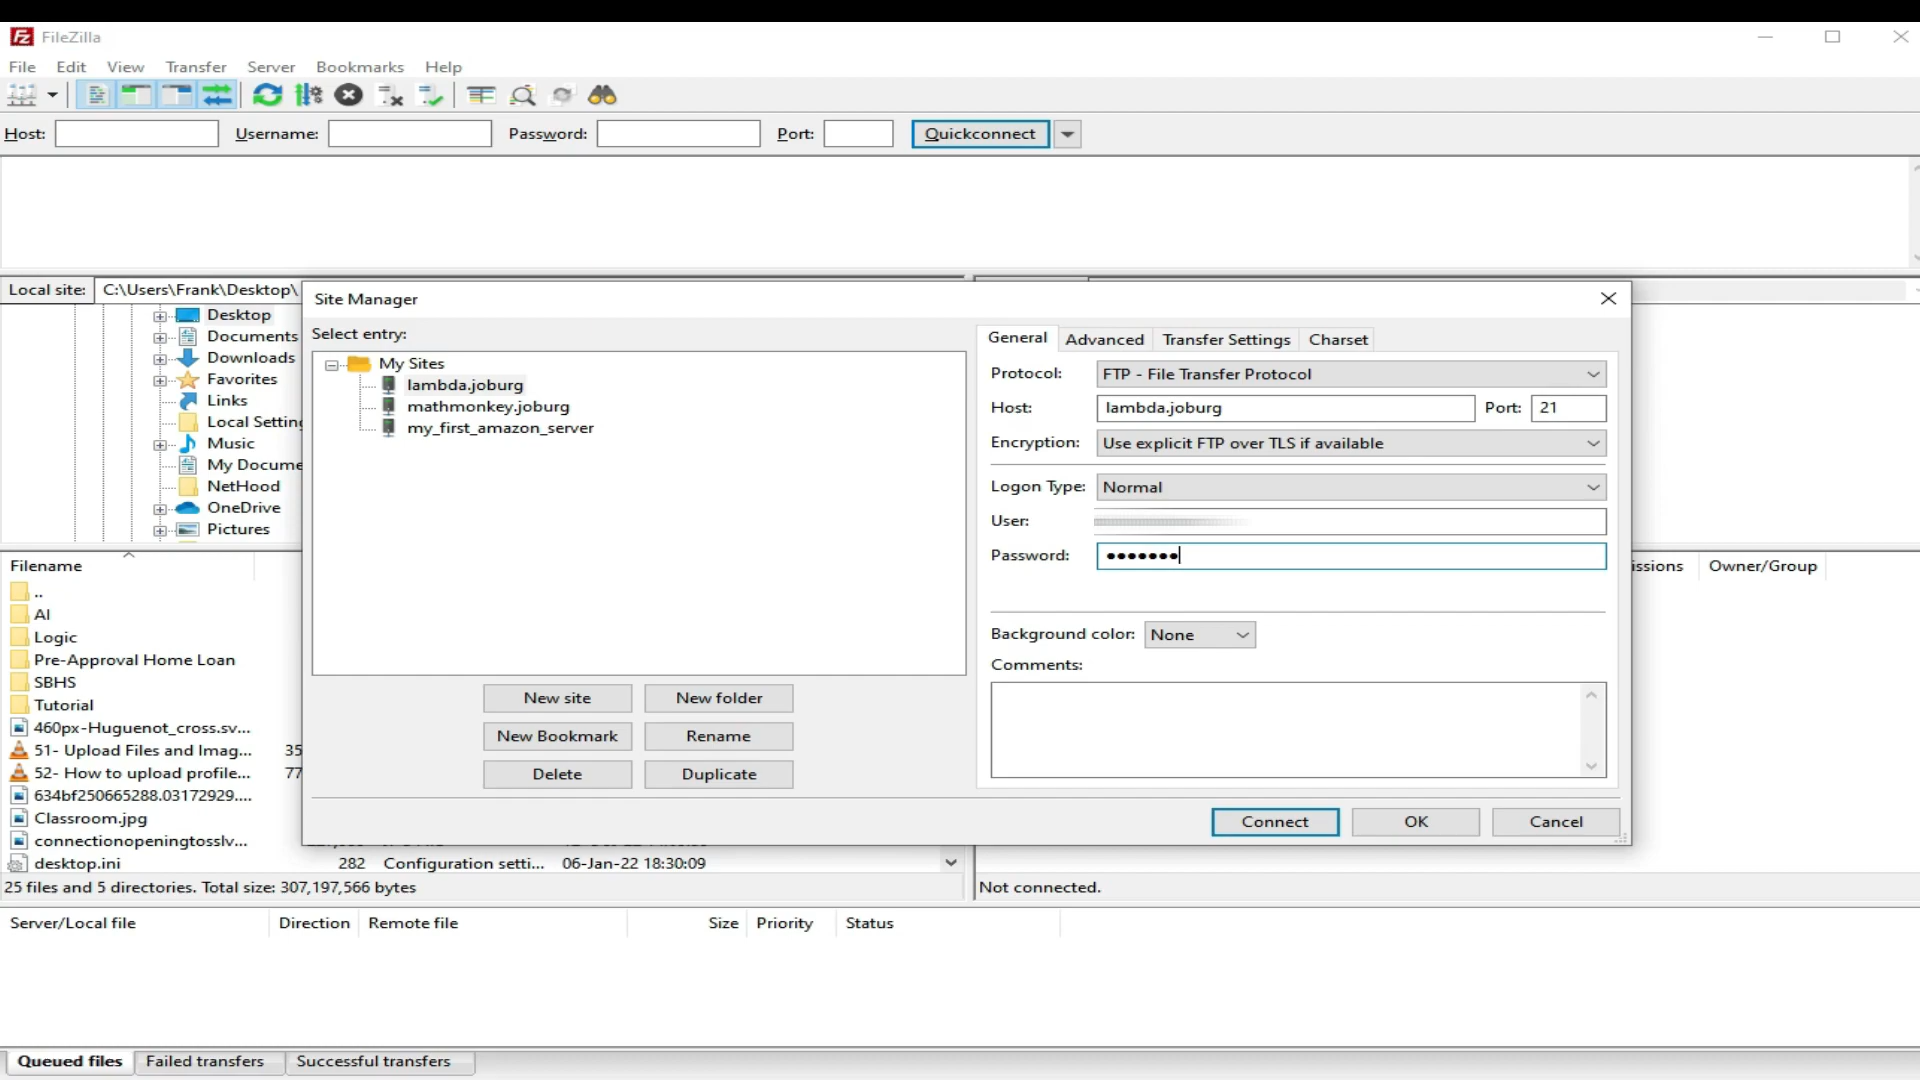 FileZilla
File Edit View Transfer Server Bookmarks Help
Host: Username: Password: Port: Quickconnect
Local site: C:\Users\Frank\Desktop\
Desktop
Documents
Downloads
Favorites
Links
Local Setting
Music
My Docume
NetHood
OneDrive
Pictures
Site Manager
Select entry:
My Sites
lambda.joburg
mathmonkey.joburg
my_first_amazon_server
New site New folder
New Bookmark Rename
Delete Duplicate
General Advanced Transfer Settings Charset
Protocol: FTP - File Transfer Protocol
Host: lambda.joburg Port: 21
Encryption: Use explicit FTP over TLS if available
Logon Type: Normal
User:
Password: •••••••
Background color: None
Comments:
Connect OK Cancel
Filename
..
AI
Logic
Pre-Approval Home Loan
SBHS
Tutorial
460px-Huguenot_cross.sv...
51- Upload Files and Imag... 35
52- How to upload profile... 77
634bf250665288.03172929....
Classroom.jpg
connectionopeningtosslv...
desktop.ini 282 Configuration setti... 06-Jan-22 18:30:09
25 files and 5 directories. Total size: 307,197,566 bytes
issions Owner/Group
Not connected.
Server/Local file Direction Remote file Size Priority Status
Queued files Failed transfers Successful transfers